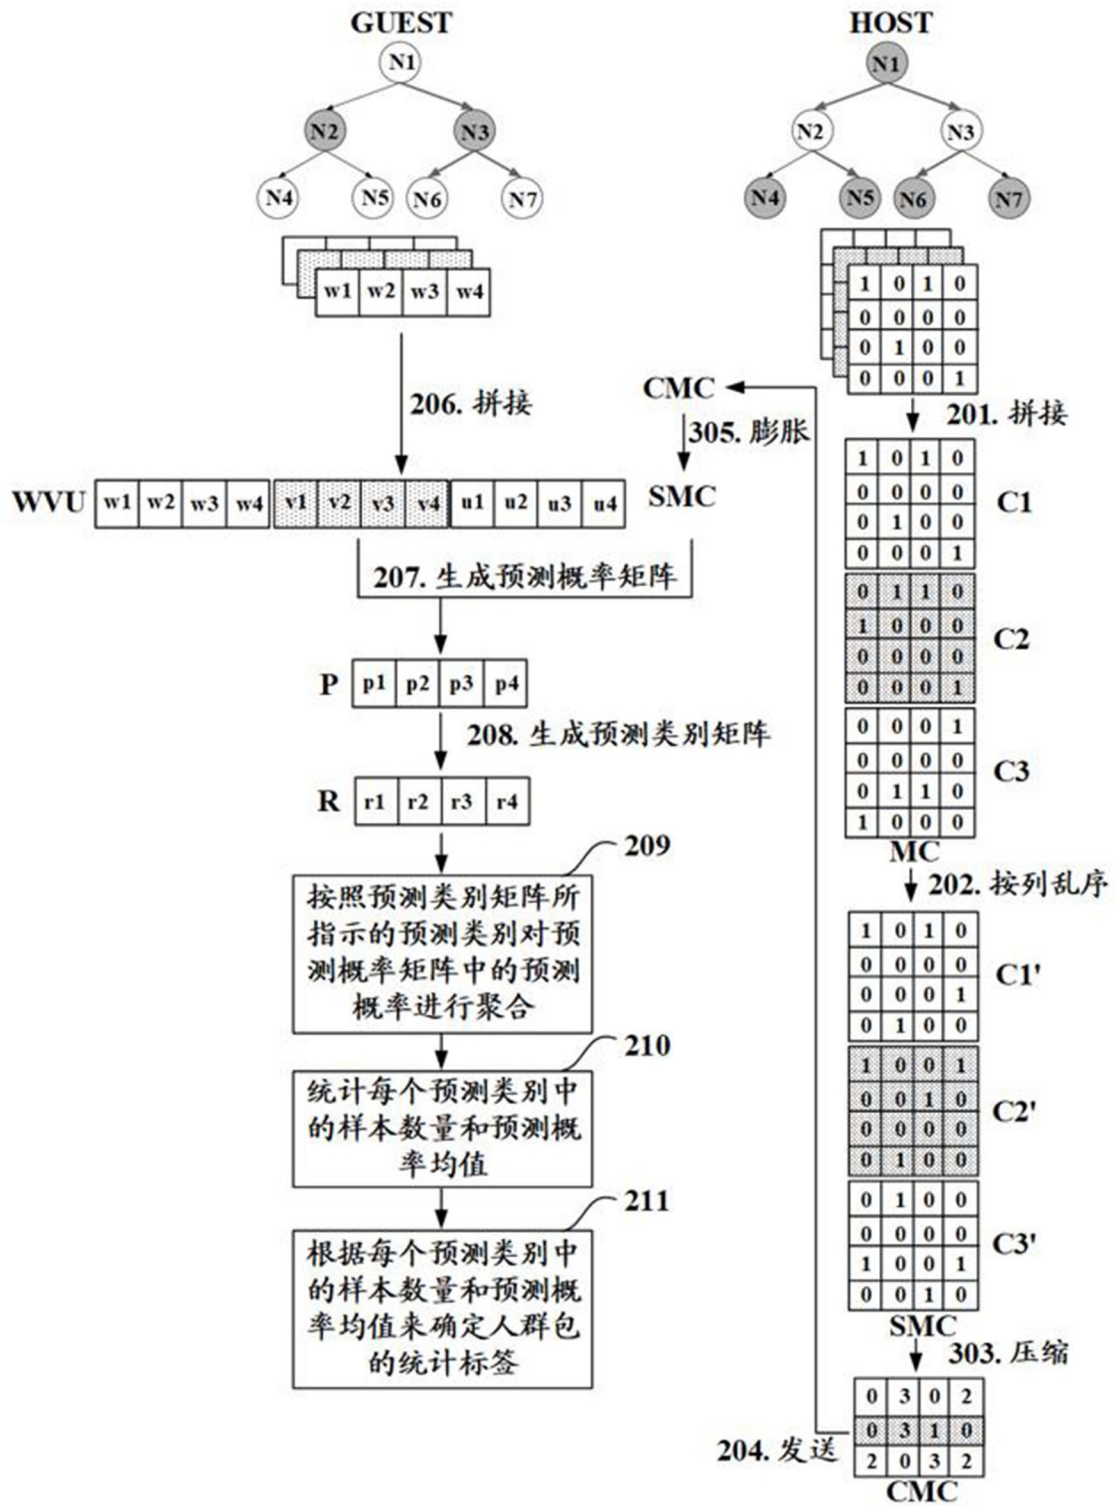 GUEST
N1
N2 N3
N4 N5 N6 N7
w1 w2 w3 w4
206. 拼接
WVU w1 w2 w3 w4 v1 v2 v3 v4 u1 u2 u3 u4
CMC
305. 膨胀
SMC
207. 生成预测概率矩阵
P p1 p2 p3 p4
208. 生成预测类别矩阵
R r1 r2 r3 r4
209
按照预测类别矩阵所
指示的预测类别对预
测概率矩阵中的预测
概率进行聚合
210
统计每个预测类别中
的样本数量和预测概
率均值
211
根据每个预测类别中
的样本数量和预测概
率均值来确定人群包
的统计标签
HOST
N1
N2 N3
N4 N5 N6 N7
1 0 1 0
0 0 0 0
0 1 0 0
0 0 0 1
201. 拼接
1 0 1 0
0 0 0 0
0 1 0 0
0 0 0 1
C1
0 1 1 0
1 0 0 0
0 0 0 0
0 0 0 1
C2
0 0 0 1
0 0 0 0
0 1 1 0
1 0 0 0
C3
MC
202. 按列乱序
1 0 1 0
0 0 0 0
0 0 0 1
0 1 0 0
C1'
1 0 0 1
0 0 1 0
0 0 0 0
0 1 0 0
C2'
0 1 0 0
0 0 0 0
1 0 0 1
0 0 1 0
C3'
SMC
303. 压缩
0 3 0 2
0 3 1 0
2 0 3 2
CMC
204. 发送